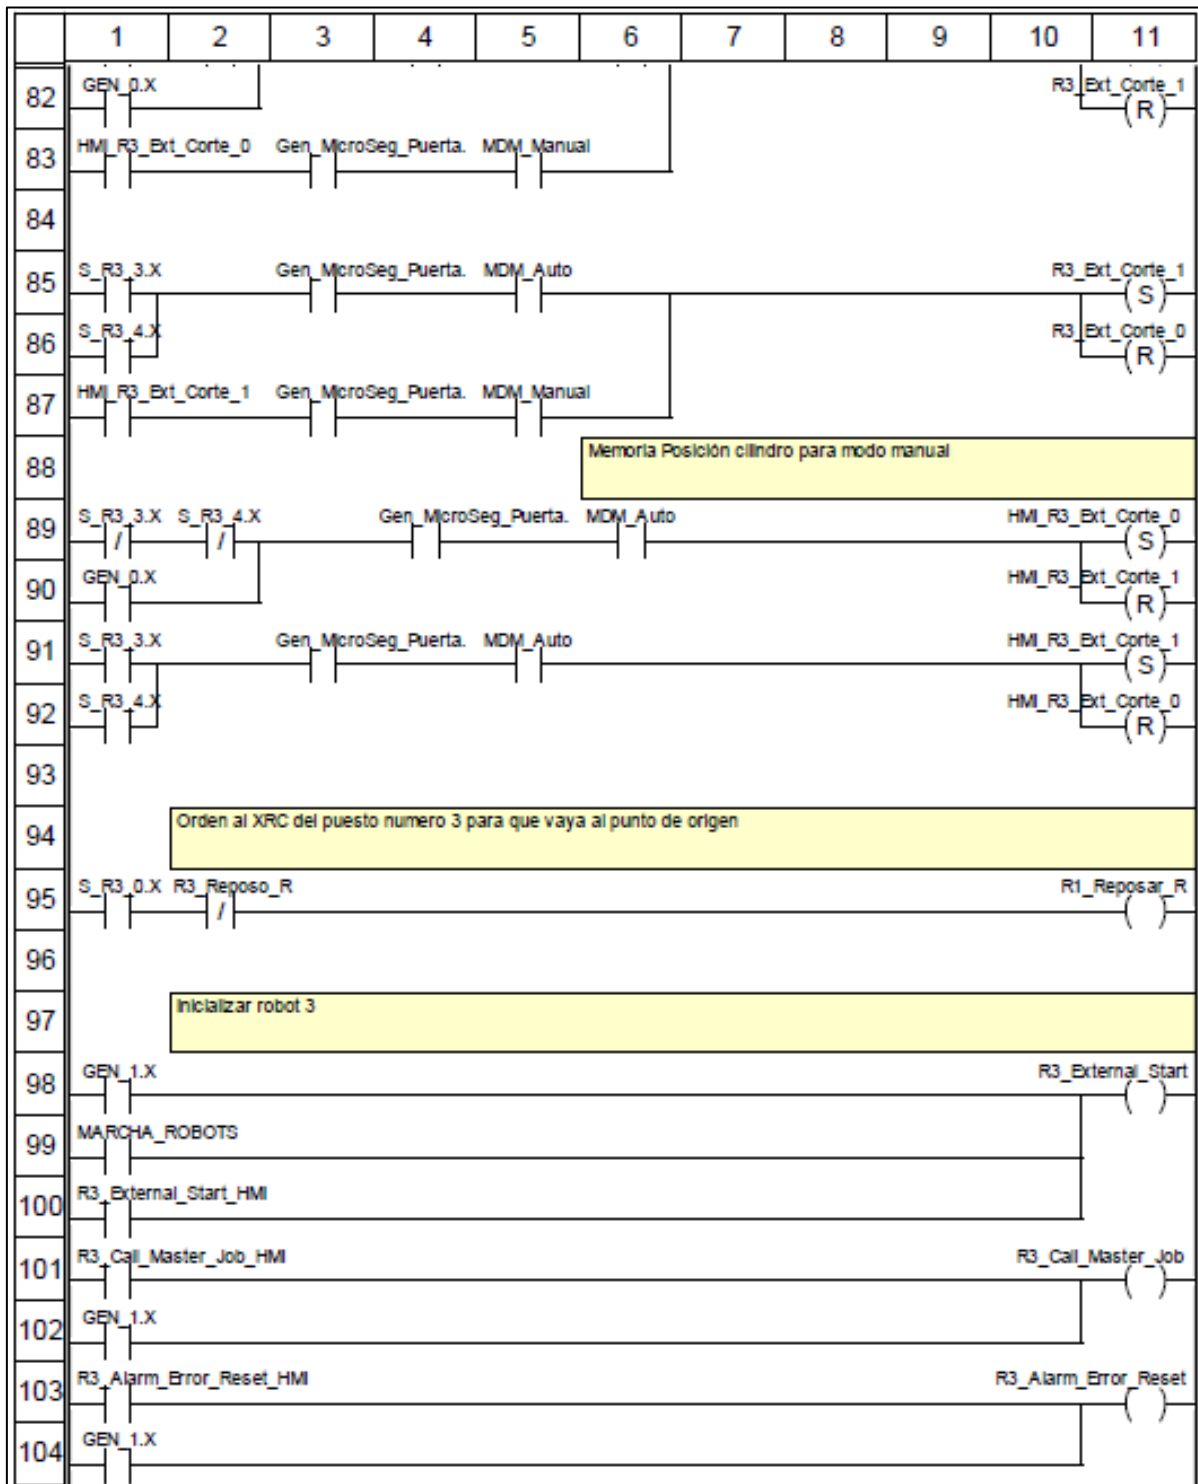 1 2 3 4 5 6 7 8 9 10 11
82 GEN_0.X R3_Ext_Corte_1
(R)
83 HMI_R3_Ext_Corte_0 Gen_MicroSeg_Puerta. MDM_Manual
84
85 S_R3_3.X Gen_MicroSeg_Puerta. MDM_Auto R3_Ext_Corte_1
(S)
86 S_R3_4.X R3_Ext_Corte_0
(R)
87 HMI_R3_Ext_Corte_1 Gen_MicroSeg_Puerta. MDM_Manual
88 Memoria Posición cilindro para modo manual
89 S_R3_3.X S_R3_4.X Gen_MicroSeg_Puerta. MDM_Auto HMI_R3_Ext_Corte_0
/ / (S)
90 GEN_0.X HMI_R3_Ext_Corte_1
(R)
91 S_R3_3.X Gen_MicroSeg_Puerta. MDM_Auto HMI_R3_Ext_Corte_1
(S)
92 S_R3_4.X HMI_R3_Ext_Corte_0
(R)
93
94 Orden al XRC del puesto numero 3 para que vaya al punto de origen
95 S_R3_0.X R3_Reposo_R R1_Reposar_R
/ ( )
96
97 Inicializar robot 3
98 GEN_1.X R3_External_Start
( )
99 MARCHA_ROBOTS
100 R3_External_Start_HMI
101 R3_Call_Master_Job_HMI R3_Call_Master_Job
( )
102 GEN_1.X
103 R3_Alarm_Error_Reset_HMI R3_Alarm_Error_Reset
( )
104 GEN_1.X